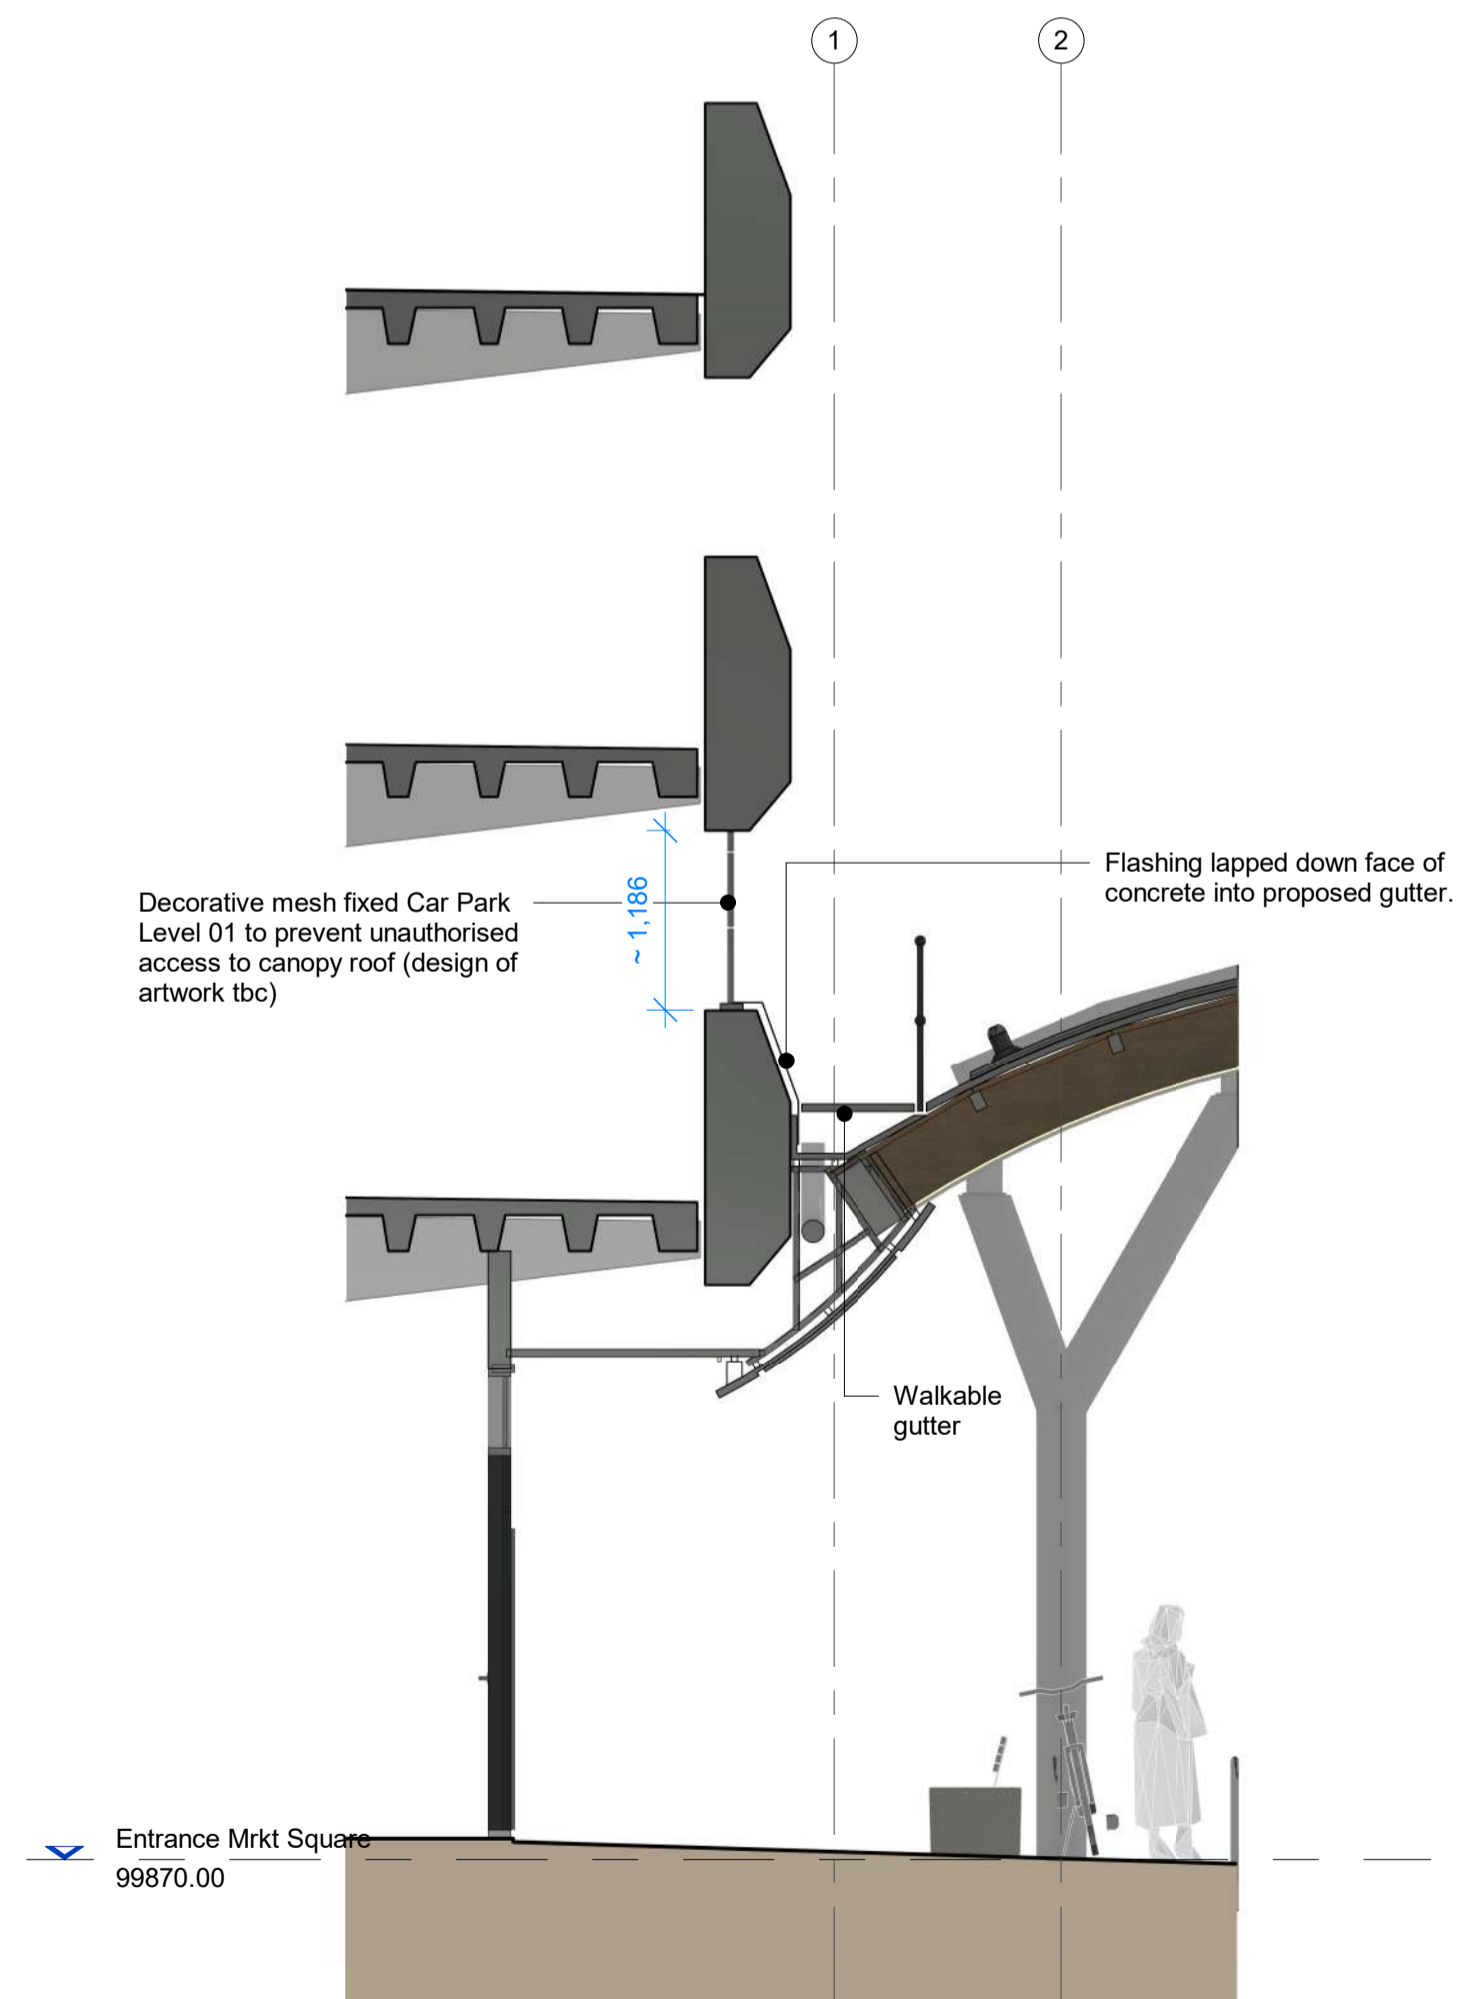 1
2
Flashing lapped down face of
concrete into proposed gutter.
Decorative mesh fixed Car Park
Level 01 to prevent unauthorised
access to canopy roof (design of
artwork tbc)
~ 1,186
Walkable
gutter
Entrance Mrkt Square
99870.00